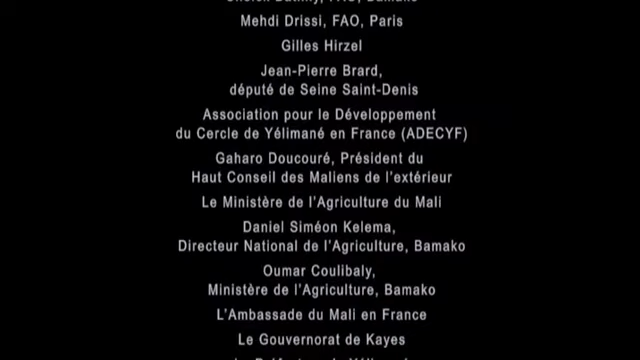 Mehdi Drissi, FAO, Paris
Gilles Hirzel
Jean-Pierre Brard,
député de Seine Saint-Denis
Association pour le Développement
du Cercle de Yélimané en France (ADECYF)
Gaharo Doucouré, Président du
Haut Conseil des Maliens de l'extérieur
Le Ministère de l'Agriculture du Mali
Daniel Siméon Kelema,
Directeur National de l'Agriculture, Bamako
Oumar Coulibaly,
Ministère de l'Agriculture, Bamako
L'Ambassade du Mali en France
Le Gouvernorat de Kayes